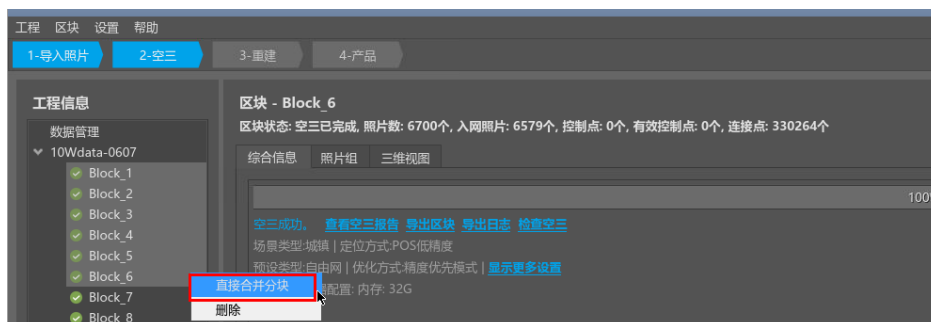 工程 区块 设置 帮助
1-导入照片 2-空三 3-重建 4-产品
工程信息
数据管理
10Wdata-0607
Block_1
Block_2
Block_3
Block_4
Block_5
Block_6
Block_7
Block_8
区块 - Block_6
区块状态: 空三已完成, 照片数: 6700个, 入网照片: 6579个, 控制点: 0个, 有效控制点: 0个, 连接点: 330264个
综合信息 照片组 三维视图
100%
空三成功。 查看空三报告 导出区块 导出日志 检查空三
场景类型:城镇 | 定位方式:POS低精度
预设类型:自由网 | 优化方式:精度优先模式 | 显示更多设置
配置: 内存: 32G
直接合并分块
删除